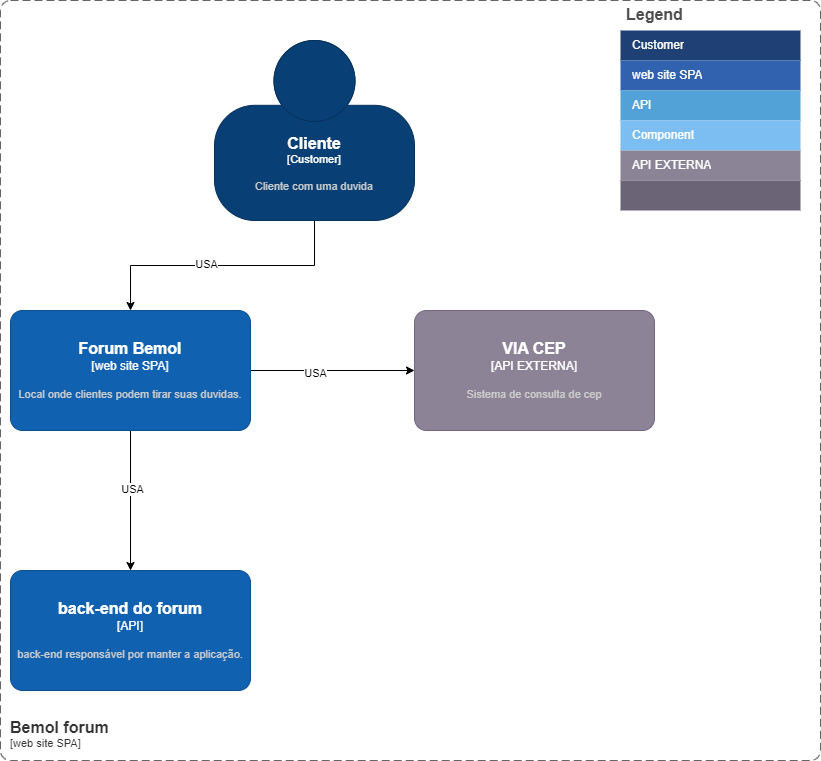 Legend
Customer
web site SPA
API
Component
API EXTERNA
Cliente
[Customer]
Cliente com uma duvida
USA
Forum Bemol
[web site SPA]
Local onde clientes podem tirar suas duvidas.
USA
VIA CEP
[API EXTERNA]
Sistema de consulta de cep
USA
back-end do forum
[API]
back-end responsável por manter a aplicação.
Bemol forum
[web site SPA]